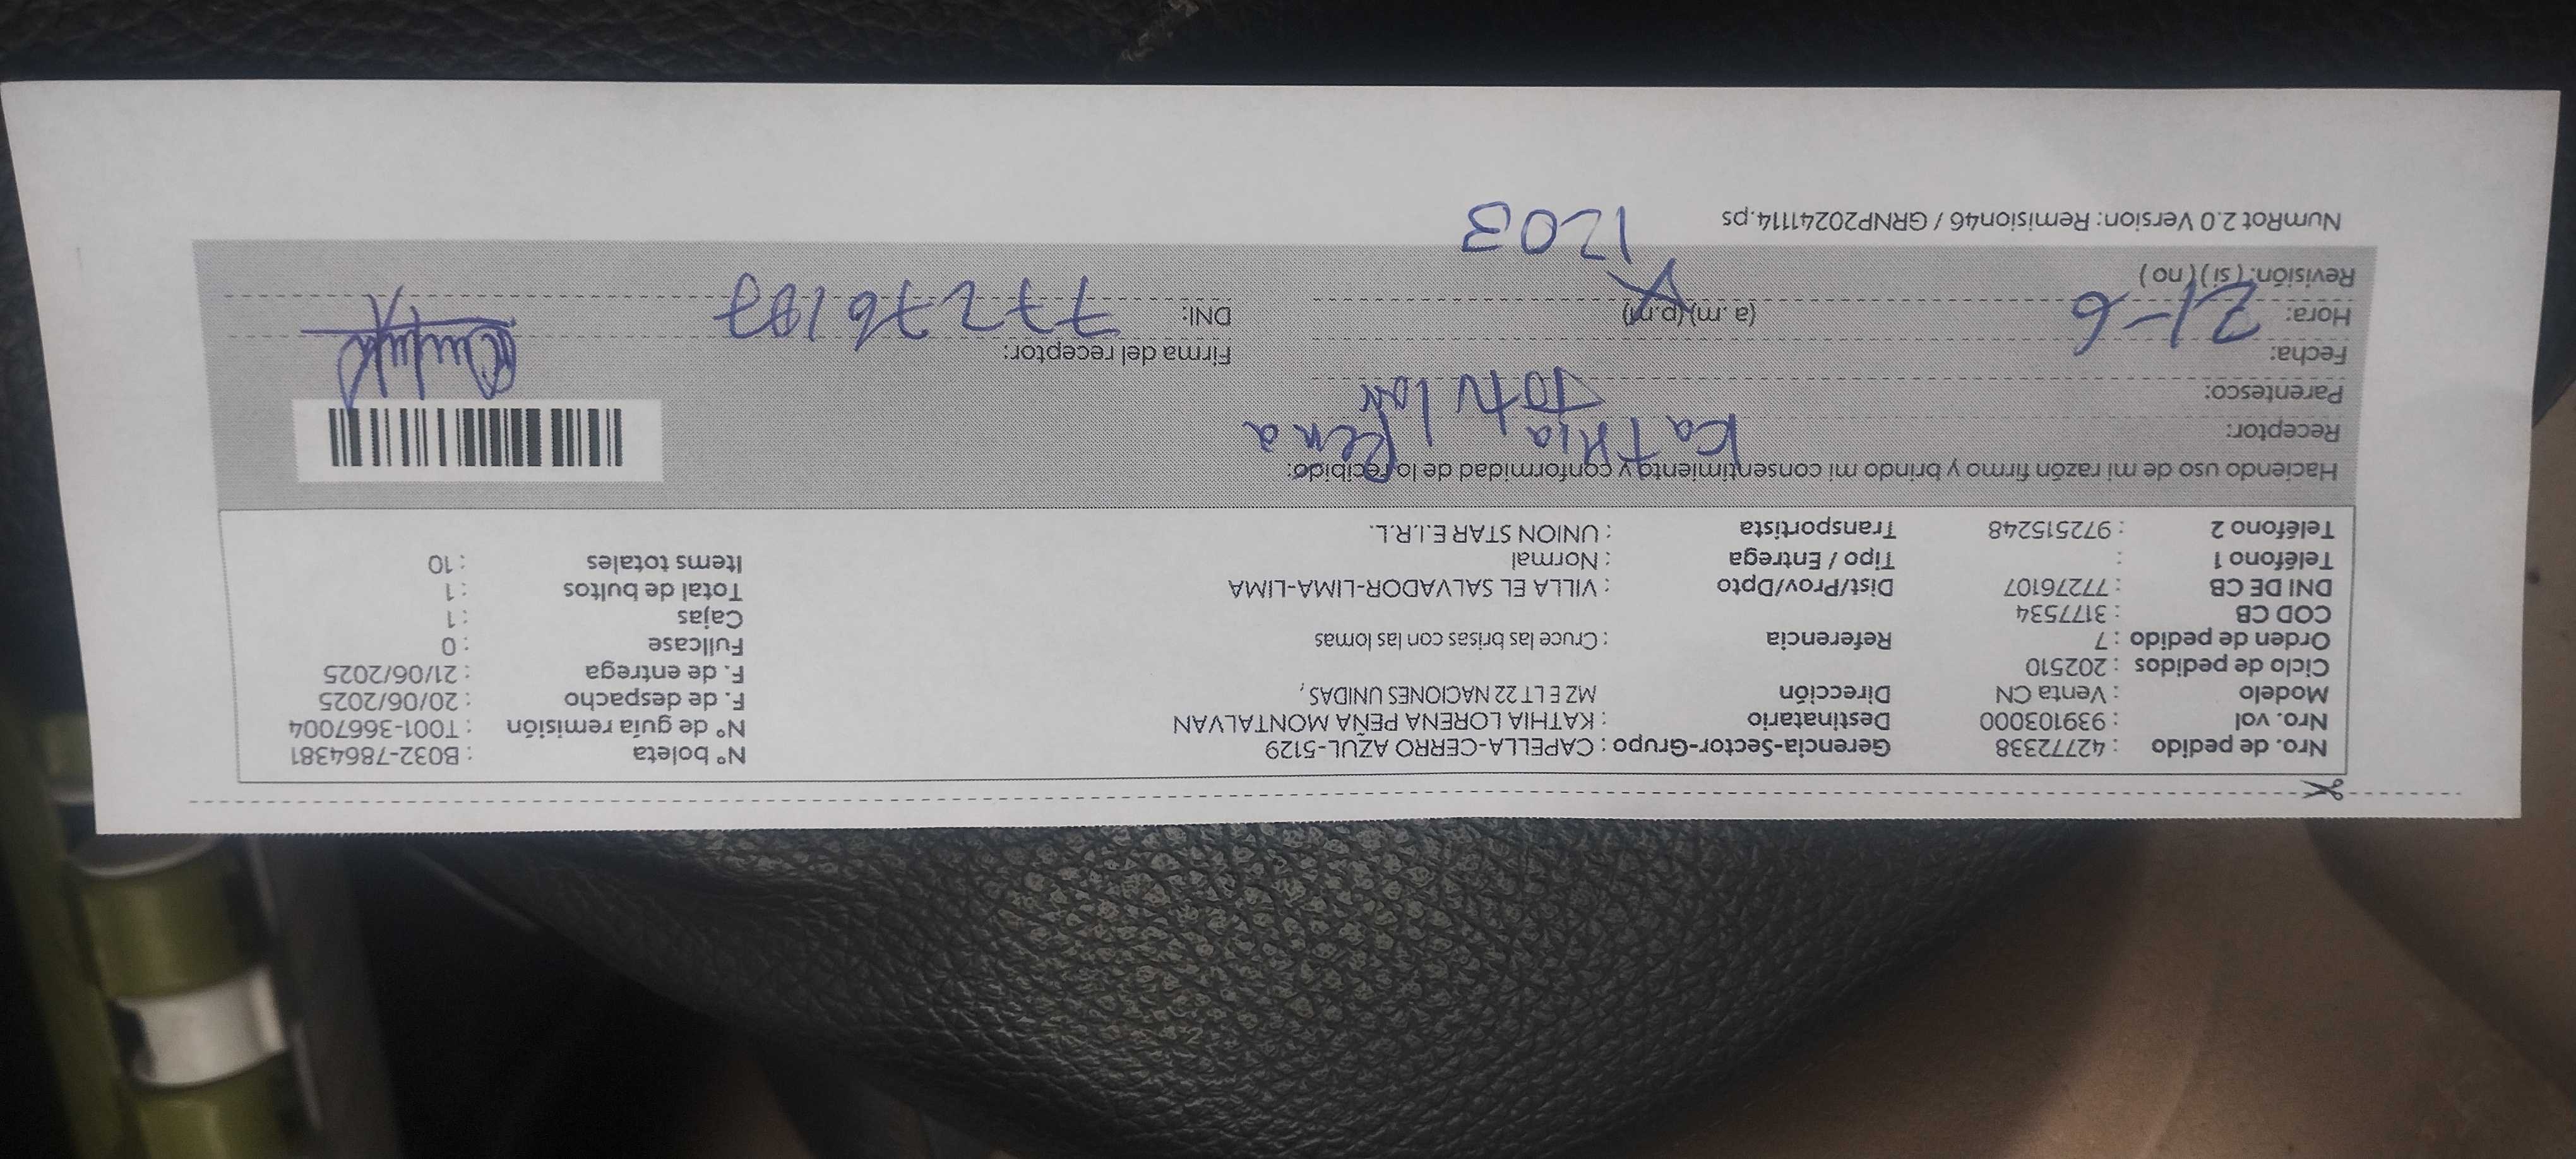 Nro. de pedido : 42772338 Gerencia-Sector-Grupo : CAPELLA-CERRO AZUL-5129 N° boleta : B032-7864381
Nro. vol : 939103000 Destinatario : KATHIA LORENA PEÑA MONTALVAN N° de guía remisión : T001-3667004
Modelo : Venta CN Dirección MZ E LT 22 NACIONES UNIDAS, F. de despacho : 20/06/2025
Ciclo de pedidos : 202510 F. de entrega : 21/06/2025
Orden de pedido : 7 Referencia : Cruce las brisas con las lomas Fullcase : 0
COD CB : 3177534 Cajas : 1
DNI DE CB : 77276107 Dist/Prov/Dpto : VILLA EL SALVADOR-LIMA-LIMA Total de bultos : 1
Teléfono 1 : Tipo / Entrega : Normal Items totales : 10
Teléfono 2 : 972515248 Transportista : UNION STAR E.I.R.L.
Haciendo uso de mi razón firmo y brindo mi consentimiento y conformidad de lo recibido:
Receptor: Kathia Pena
Parentesco:
Fecha: 21-6 Firma del receptor:
Hora: (a. m) (p.m) DNI: 77276107
Revisión: ( si ) ( no )
1203
NumRot 2.0 Version: Remision46 / GRNP20241114.ps